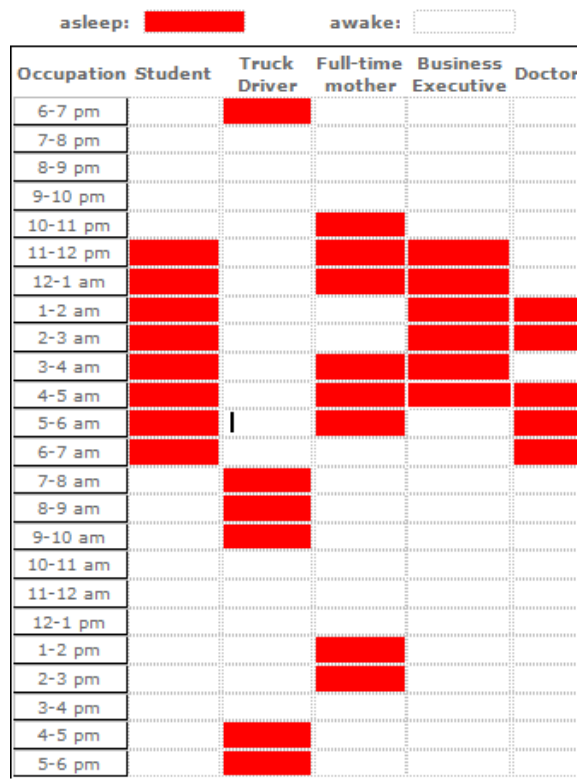 asleep: awake:
Occupation Student Truck Driver Full-time mother Business Executive Doctor
6-7 pm
7-8 pm
8-9 pm
9-10 pm
10-11 pm
11-12 pm
12-1 am
1-2 am
2-3 am
3-4 am
4-5 am
5-6 am
6-7 am
7-8 am
8-9 am
9-10 am
10-11 am
11-12 am
12-1 pm
1-2 pm
2-3 pm
3-4 pm
4-5 pm
5-6 pm